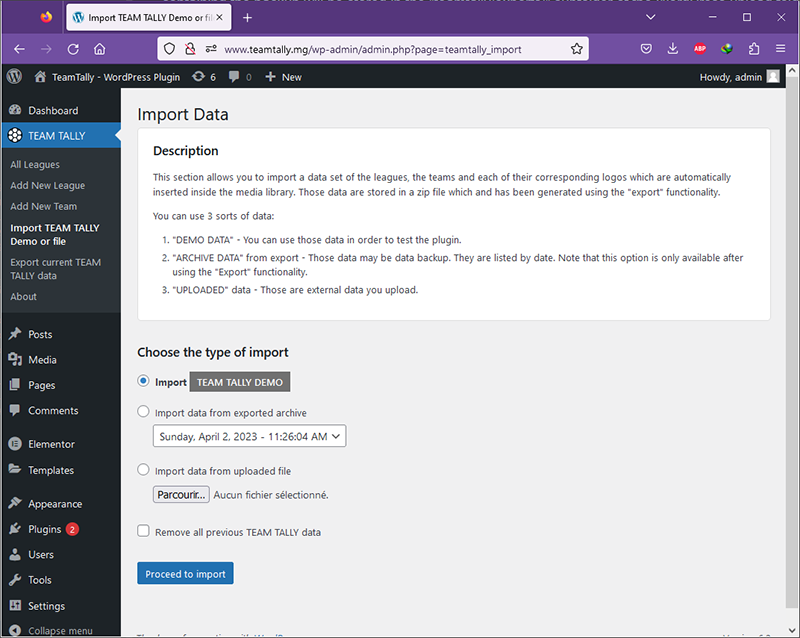 Import TEAM TALLY Demo or fil
www.teamtally.mg/wp-admin/admin.php?page=teamtally_import
ABP
TeamTally - WordPress Plugin
6
0
New
Howdy, admin
Dashboard
TEAM TALLY
All Leagues
Add New League
Add New Team
Import TEAM TALLY
Demo or file
Export current TEAM
TALLY data
About
Posts
Media
Pages
Comments
Elementor
Templates
Appearance
Plugins 2
Users
Tools
Settings
Collapse menu
Import Data
Description
This section allows you to import a data set of the leagues, the teams and each of their corresponding logos which are automatically
inserted inside the media library. Those data are stored in a zip file which and has been generated using the "export" functionality.
You can use 3 sorts of data:
1. "DEMO DATA" - You can use those data in order to test the plugin.
2. "ARCHIVE DATA" from export - Those data may be data backup. They are listed by date. Note that this option is only available after
using the "Export" functionality.
3. "UPLOADED" data - Those are external data you upload.
Choose the type of import
Import TEAM TALLY DEMO
Import data from exported archive
Sunday, April 2, 2023 - 11:26:04 AM
Import data from uploaded file
Parcourir... Aucun fichier sélectionné.
Remove all previous TEAM TALLY data
Proceed to import